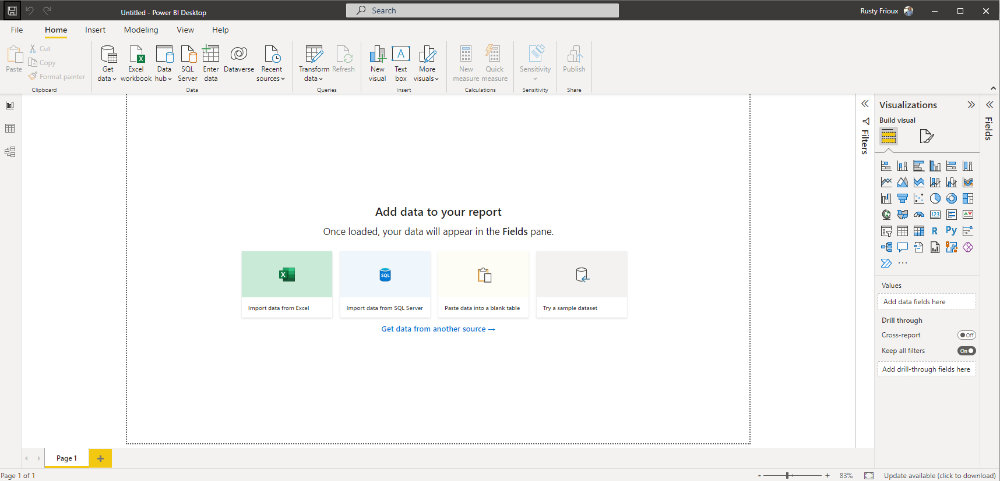 Untitled - Power BI Desktop
Search
Rusty Frioux
File Home Insert Modeling View Help
Paste
Cut
Copy
Format painter
Clipboard
Get data
Excel workbook
Data hub
SQL Server
Enter data
Dataverse
Recent sources
Data
Transform data
Refresh
Queries
New visual
Text box
More visuals
Insert
New measure
Quick measure
Calculations
Sensitivity
Sensitivity
Publish
Share
Add data to your report
Once loaded, your data will appear in the Fields pane.
X
Import data from Excel
SQL
Import data from SQL Server
Paste data into a blank table
Try a sample dataset
Get data from another source →
Filters
Visualizations
Build visual
123
R
Py
Values
Add data fields here
Drill through
Cross-report
Off
Keep all filters
On
Add drill-through fields here
Fields
Page 1
+
Page 1 of 1
- + 83%
Update available (click to download)